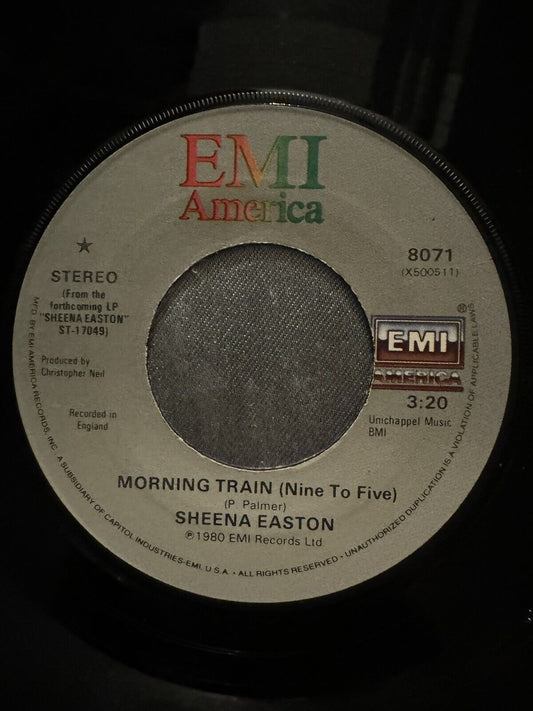 EMI
America
★
STEREO
(From the
forthcoming LP
"SHEENA EASTON"
ST-17049)
Produced by
Christopher Neil
Recorded in
England
8071
(X500511)
®
EMI
AMERICA
3:20
Unichappel Music
BMI
MORNING TRAIN (Nine To Five)
(P. Palmer)
SHEENA EASTON
℗1980 EMI Records Ltd
MFG. BY EMI AMERICA RECORDS, INC. A SUBSIDIARY OF CAPITOL INDUSTRIES-EMI, U.S.A. • ALL RIGHTS RESERVED. • UNAUTHORIZED DUPLICATION IS A VIOLATION OF APPLICABLE LAWS.